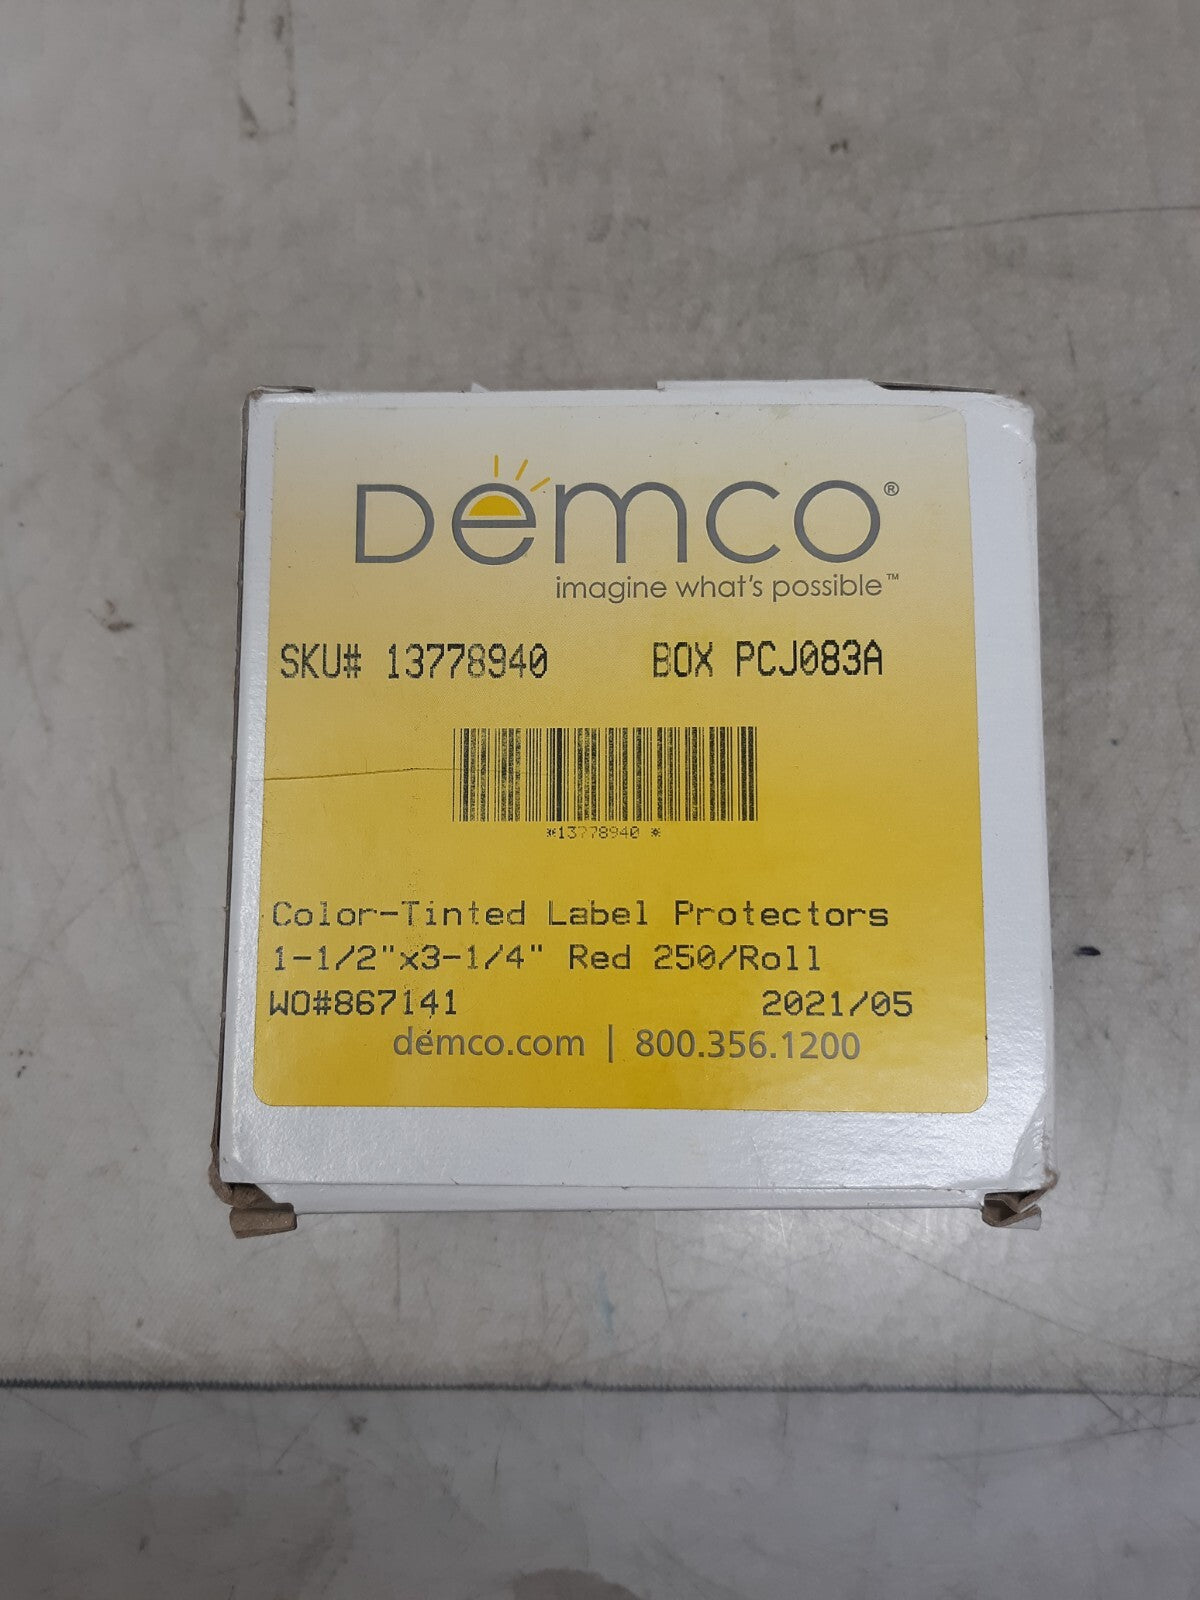 Demco®
imagine what's possible™
SKU# 13778940 BOX PCJ083A
*13778940 *
Color-Tinted Label Protectors
1-1/2"x3-1/4" Red 250/Roll
WO#867141 2021/05
demco.com | 800.356.1200